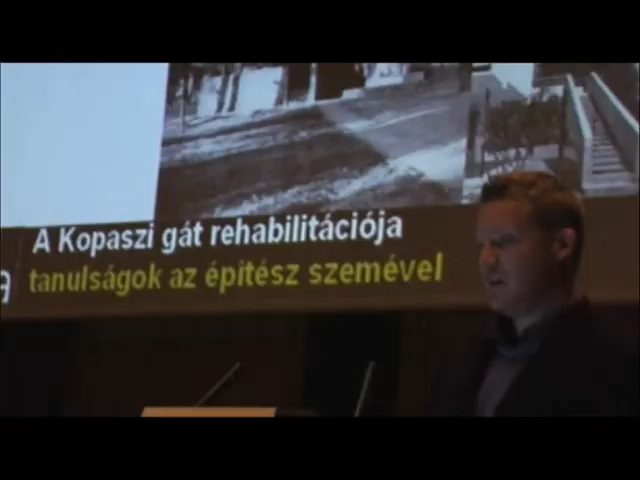 A Kopaszi gát rehabilitációja
tanulságok az építész szemével